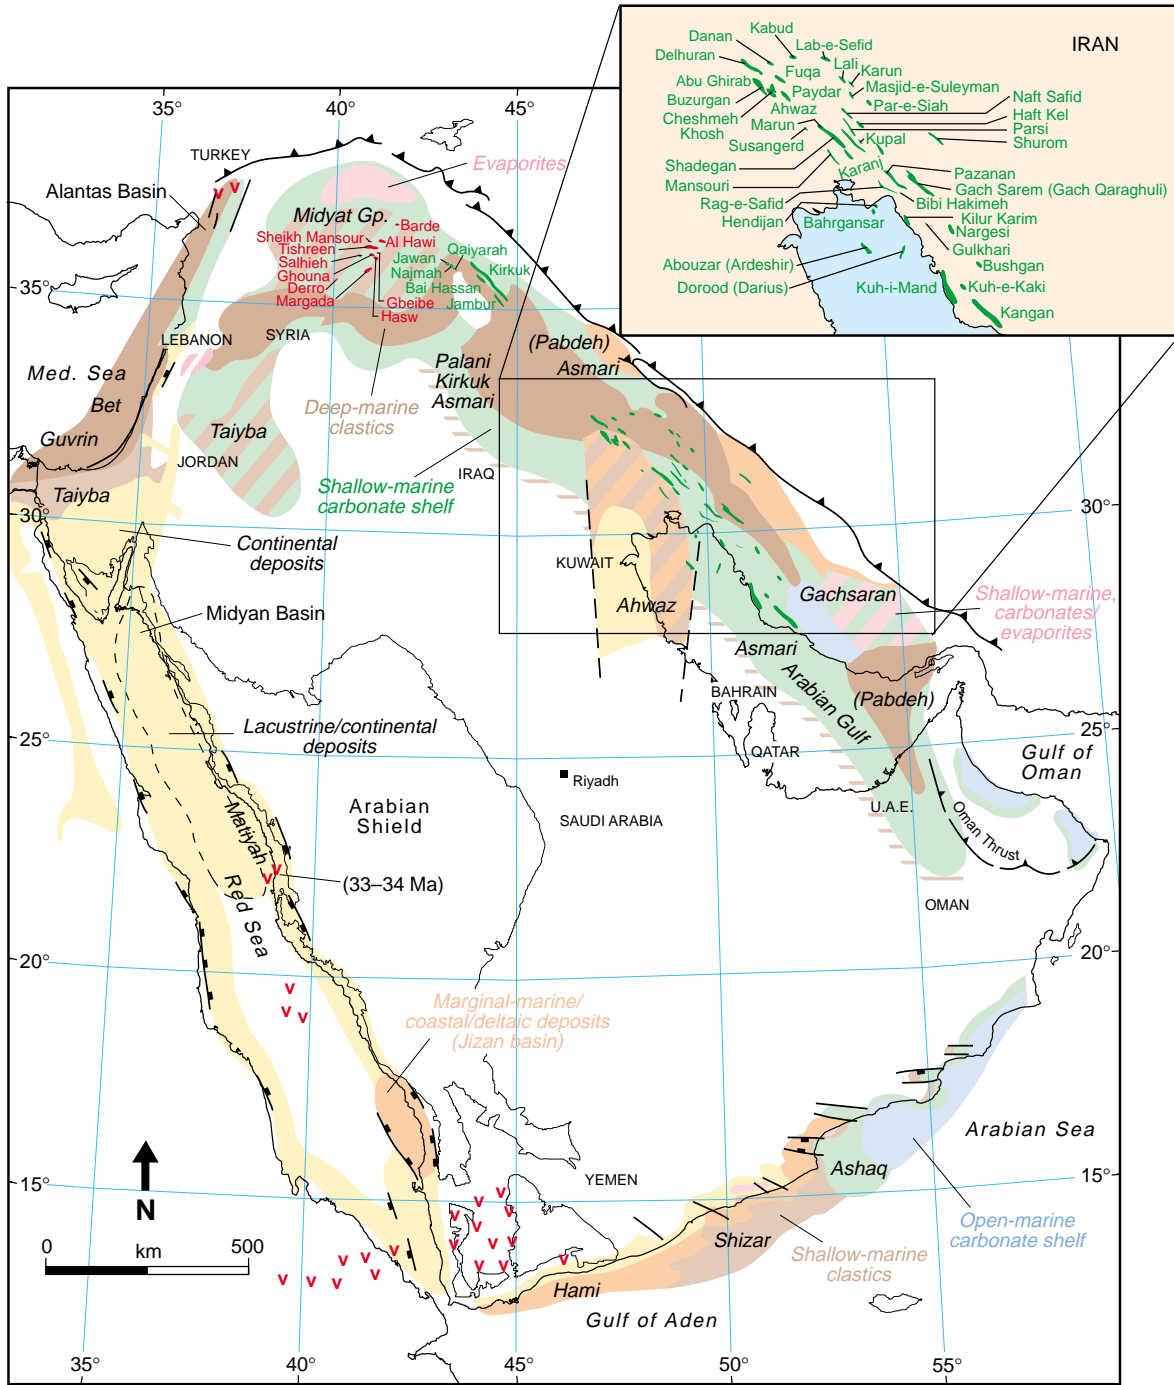 IRAN
Kabud
Danan
Lab-e-Sefid
Delhuran
Lali
Karun
Fuqa
Abu Ghirab
Masjid-e-Suleyman
Paydar
Buzurgan
Naft Safid
Par-e-Siah
Ahwaz
Cheshmeh
Khosh
Haft Kel
Marun
Parsi
Kupal
Susangerd
Shurom
Shadegan
Karanj
Pazanan
Mansouri
Gach Sarem (Gach Qaraghuli)
Rag-e-Safid
Bibi Hakimeh
Hendijan
Bahrgansar
Kilur Karim
Nargesi
Gulkhari
Abouzar (Ardeshir)
Bushgan
Dorood (Darius)
Kuh-i-Mand
Kuh-e-Kaki
Kangan
35°
40°
45°
TURKEY
Alantas Basin
Evaporites
Midyat Gp.
Barde
Sheikh Mansour
Al Hawi
Tishreen
Qaiyarah
Salhieh
Jawan
Ghouna
Najmah
Kirkuk
Derro
Bai Hassan
Margada
Gbeibe
Jambur
Hasw
35°
LEBANON
SYRIA
(Pabdeh)
Asmari
Palani
Kirkuk
Asmari
Med. Sea
Bet
Guvrin
Deep-marine
clastics
Taiyba
JORDAN
IRAQ
Taiyba
Shallow-marine
carbonate shelf
30°
30°
Continental
deposits
KUWAIT
Ahwaz
Gachsaran
Shallow-marine,
carbonates/
evaporites
Midyan Basin
Asmari
Arabian Gulf
(Pabdeh)
BAHRAIN
QATAR
Lacustrine/continental
deposits
25°
25°
Gulf of
Oman
Riyadh
Arabian
Shield
SAUDI ARABIA
U.A.E.
Oman Thrust
Matiyah
(33–34 Ma)
Red Sea
OMAN
20°
20°
Marginal-marine/
coastal/deltaic deposits
(Jizan basin)
Arabian Sea
15°
15°
N
YEMEN
Ashaq
Open-marine
carbonate shelf
Shizar
Shallow-marine
clastics
0
500
km
Hami
Gulf of Aden
35°
40°
45°
50°
55°